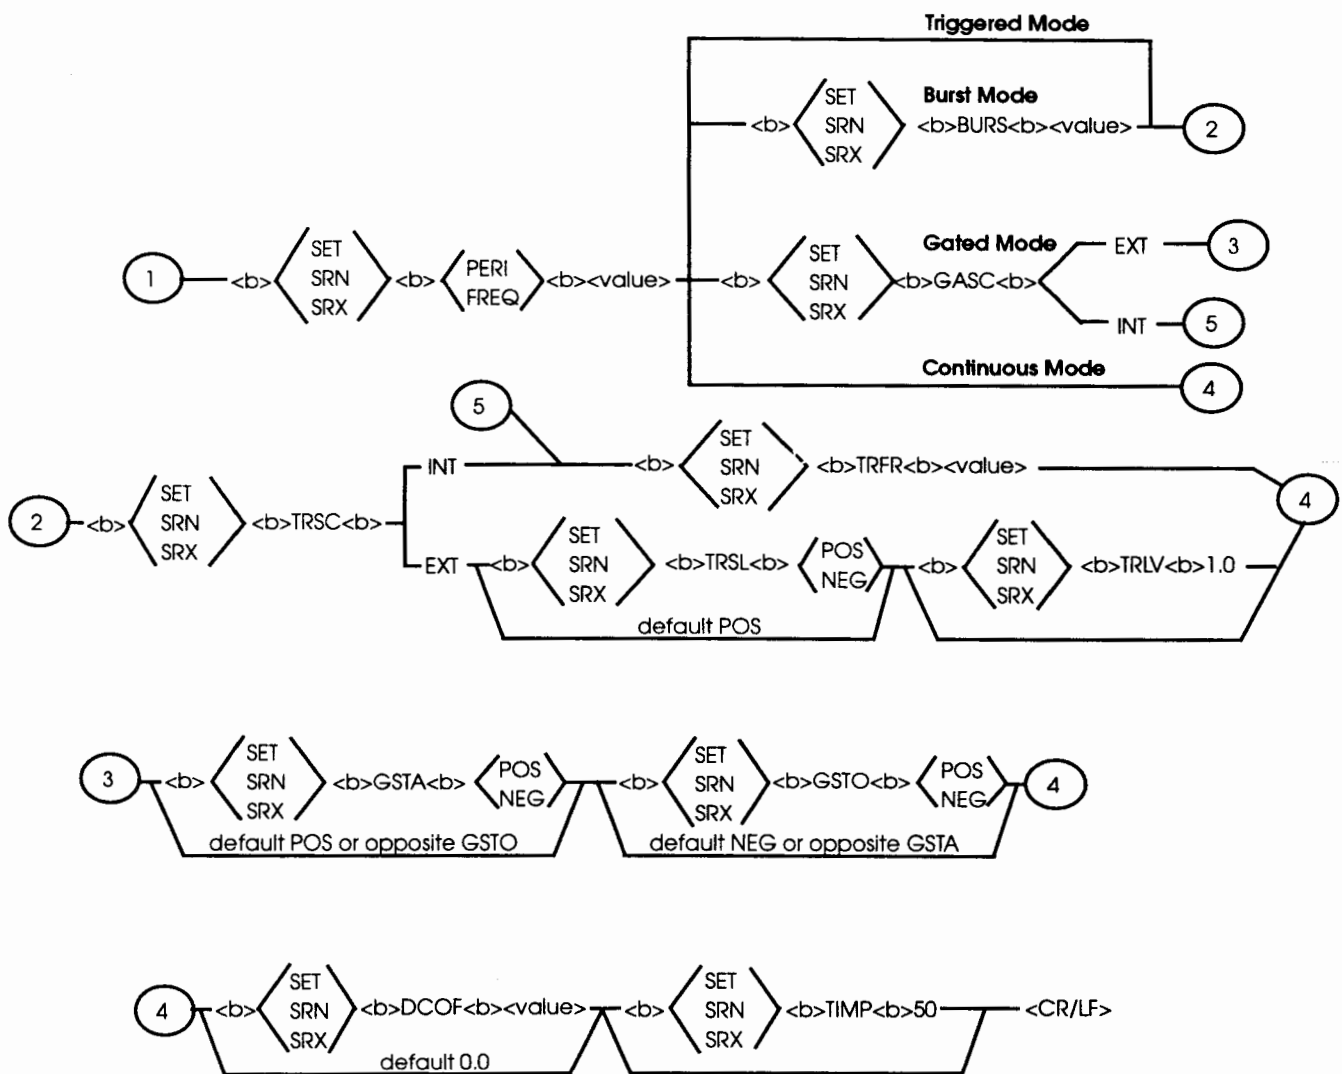 Triggered Mode
<b> SET SRN SRX Burst Mode <b>BURS<b><value> 2
1 <b> SET SRN SRX <b> PERI FREQ <b><value> <b> SET SRN SRX Gated Mode <b>GASC<b> EXT 3
INT 5
Continuous Mode 4
5
INT <b> SET SRN SRX <b>TRFR<b><value> 4
2 <b> SET SRN SRX <b>TRSC<b>
EXT <b> SET SRN SRX <b>TRSL<b> POS NEG <b> SET SRN SRX <b>TRLV<b>1.0
default POS
3 <b> SET SRN SRX <b>GSTA<b> POS NEG <b> SET SRN SRX <b>GSTO<b> POS NEG 4
default POS or opposite GSTO default NEG or opposite GSTA
4 <b> SET SRN SRX <b>DCOF<b><value> <b> SET SRN SRX <b>TIMP<b>50 <CR/LF>
default 0.0